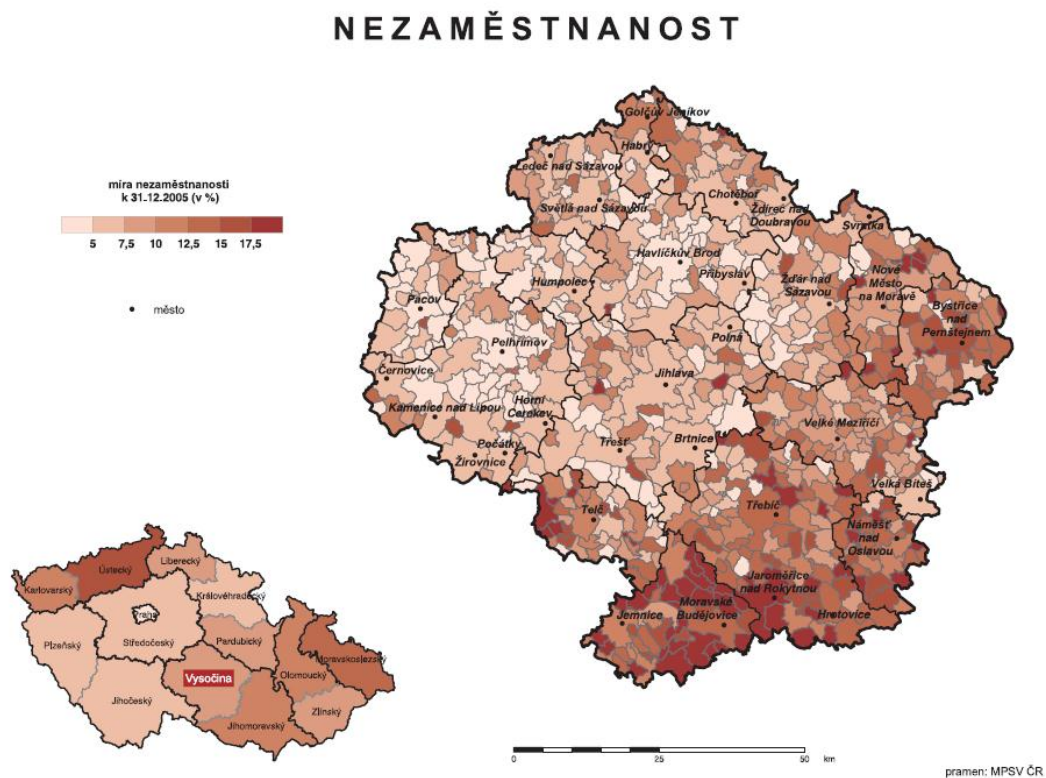 NEZAMĚSTNANOST
míra nezaměstnanosti
k 31.12.2005 (v %)
5 7,5 10 12,5 15 17,5
město
Golčův Jeníkov
Habry
Ledeč nad Sázavou
Světlá nad Sázavou
Chotěboř
Ždírec nad
Doubravou
Svratka
Havlíčkův Brod
Přibyslav
Žďár nad
Sázavou
Nové
Město
na Moravě
Bystřice
nad
Pernštejnem
Humpolec
Pacov
Pelhřimov
Polná
Černovice
Jihlava
Kamenice nad Lipou
Horní
Cerekev
Velké Meziříčí
Počátky
Třešť
Brtnice
Žirovnice
Velká Bíteš
Telč
Třebíč
Náměšť
nad
Oslavou
Jaroměřice
nad Rokytnou
Jemnice
Moravské
Budějovice
Hrotovice
Ústecký
Liberecký
Karlovarský
Královéhradecký
Praha
Plzeňský
Středočeský
Pardubický
Moravskoslezský
Vysočina
Olomoucký
Jihočeský
Zlínský
Jihomoravský
0 25 50 km
pramen: MPSV ČR